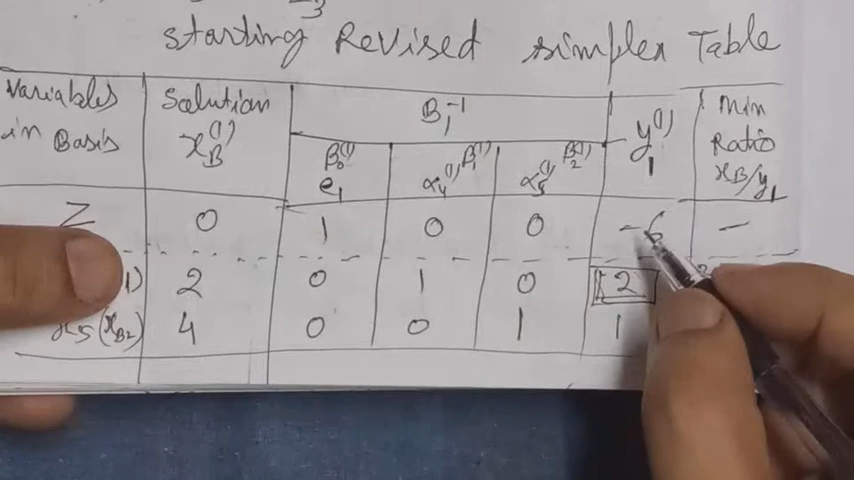 3
starting Revised simplex Table
Variables in Basis | Solution x_B^(1) | B_1^-1 | y_1^(1) | Min Ratio x_B/y_1
β_0^(1) e_1 | β_1^(1) α_4^(1) | β_2^(1) α_5^(1)
Z | 0 | 1 | 0 | 0 | -6 | —
1) | 2 | 0 | 1 | 0 | 2
x_5 (x_B2) | 4 | 0 | 0 | 1 | 1